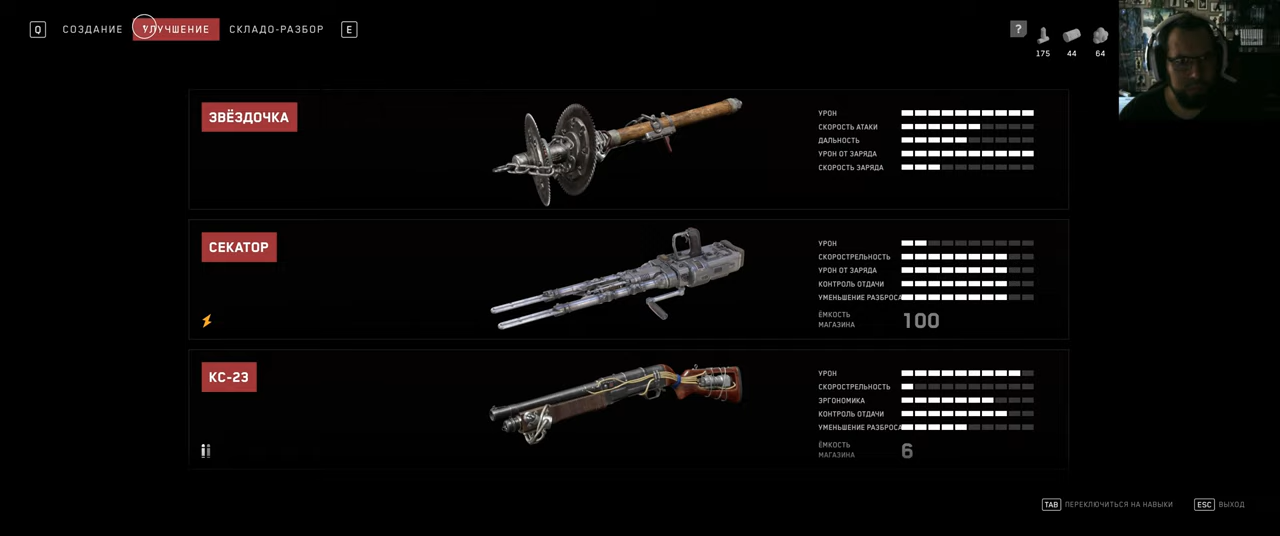 Q СОЗДАНИЕ УЛУЧШЕНИЕ СКЛАДО-РАЗБОР E
?
175 44 64
ЗВЁЗДОЧКА
УРОН
СКОРОСТЬ АТАКИ
ДАЛЬНОСТЬ
УРОН ОТ ЗАРЯДА
СКОРОСТЬ ЗАРЯДА
СЕКАТОР
УРОН
СКОРОСТРЕЛЬНОСТЬ
УРОН ОТ ЗАРЯДА
КОНТРОЛЬ ОТДАЧИ
УМЕНЬШЕНИЕ РАЗБРОСА
ЁМКОСТЬ
МАГАЗИНА 100
КС-23
УРОН
СКОРОСТРЕЛЬНОСТЬ
ЭРГОНОМИКА
КОНТРОЛЬ ОТДАЧИ
УМЕНЬШЕНИЕ РАЗБРОСА
ЁМКОСТЬ
МАГАЗИНА 6
TAB ПЕРЕКЛЮЧИТЬСЯ НА НАВЫКИ ESC ВЫХОД